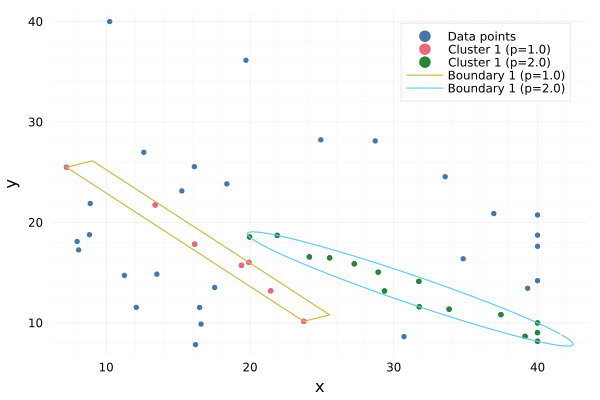 40
Data points
Cluster 1 (p=1.0)
Cluster 1 (p=2.0)
Boundary 1 (p=1.0)
Boundary 1 (p=2.0)
30
y
20
10
10 20 30 40
x